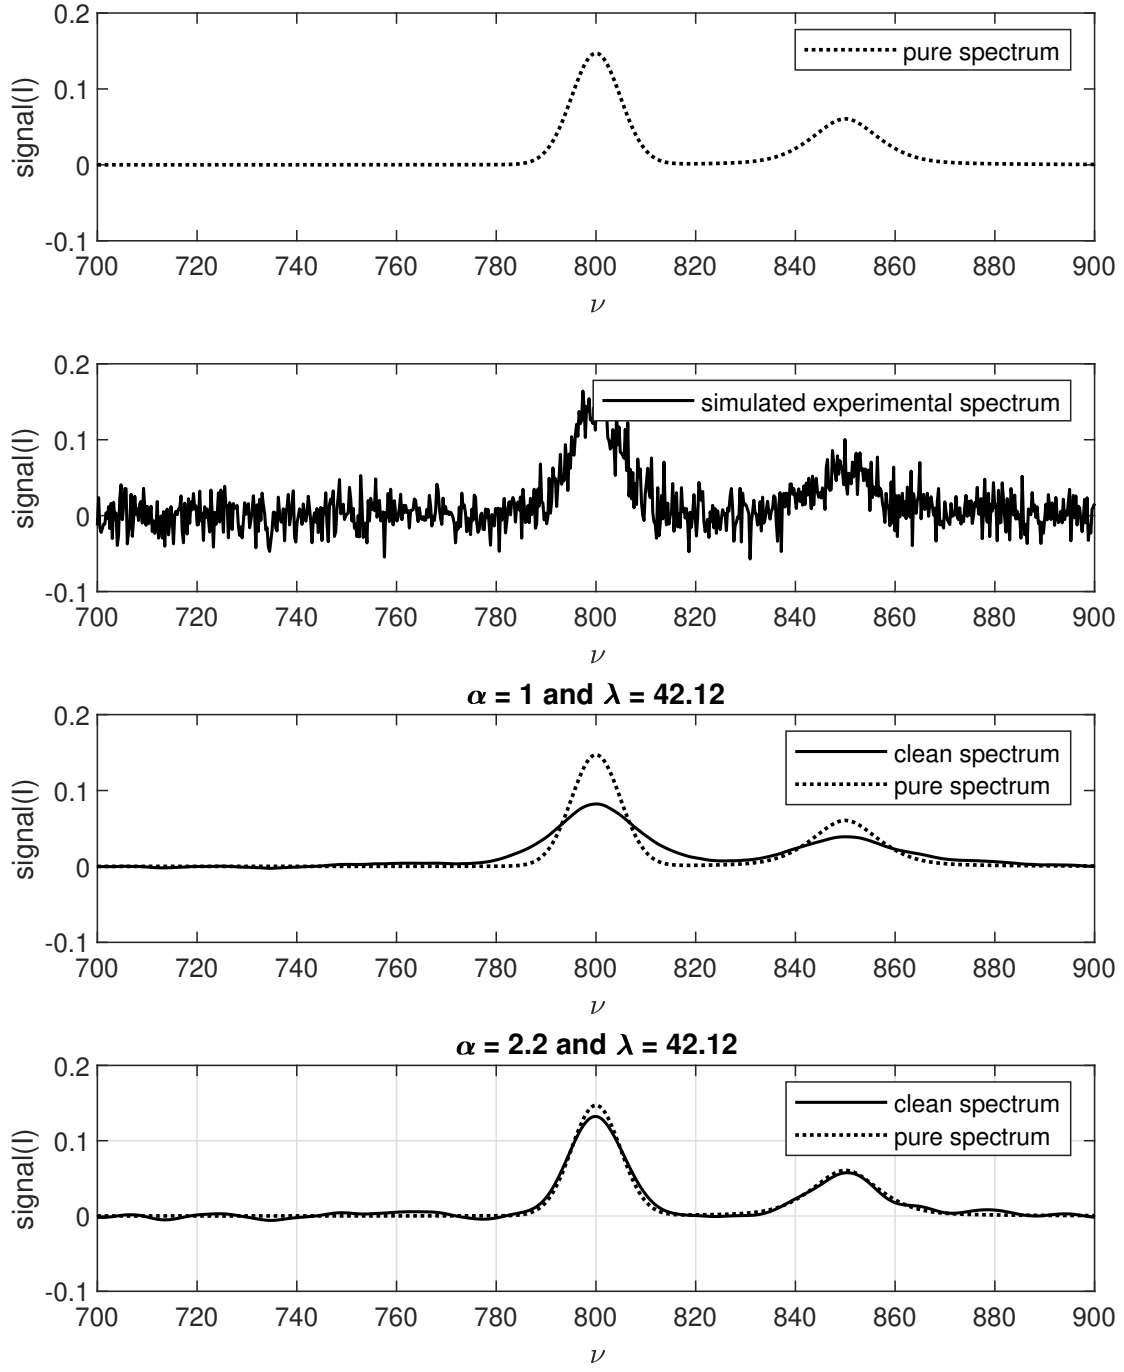 0.2
pure spectrum
0.1
signal(I)
0
-0.1
700 720 740 760 780 800 820 840 860 880 900
ν
0.2
simulated experimental spectrum
0.1
signal(I)
0
-0.1
700 720 740 760 780 800 820 840 860 880 900
ν
α = 1 and λ = 42.12
0.2
clean spectrum
pure spectrum
0.1
signal(I)
0
-0.1
700 720 740 760 780 800 820 840 860 880 900
ν
α = 2.2 and λ = 42.12
0.2
clean spectrum
pure spectrum
0.1
signal(I)
0
-0.1
700 720 740 760 780 800 820 840 860 880 900
ν